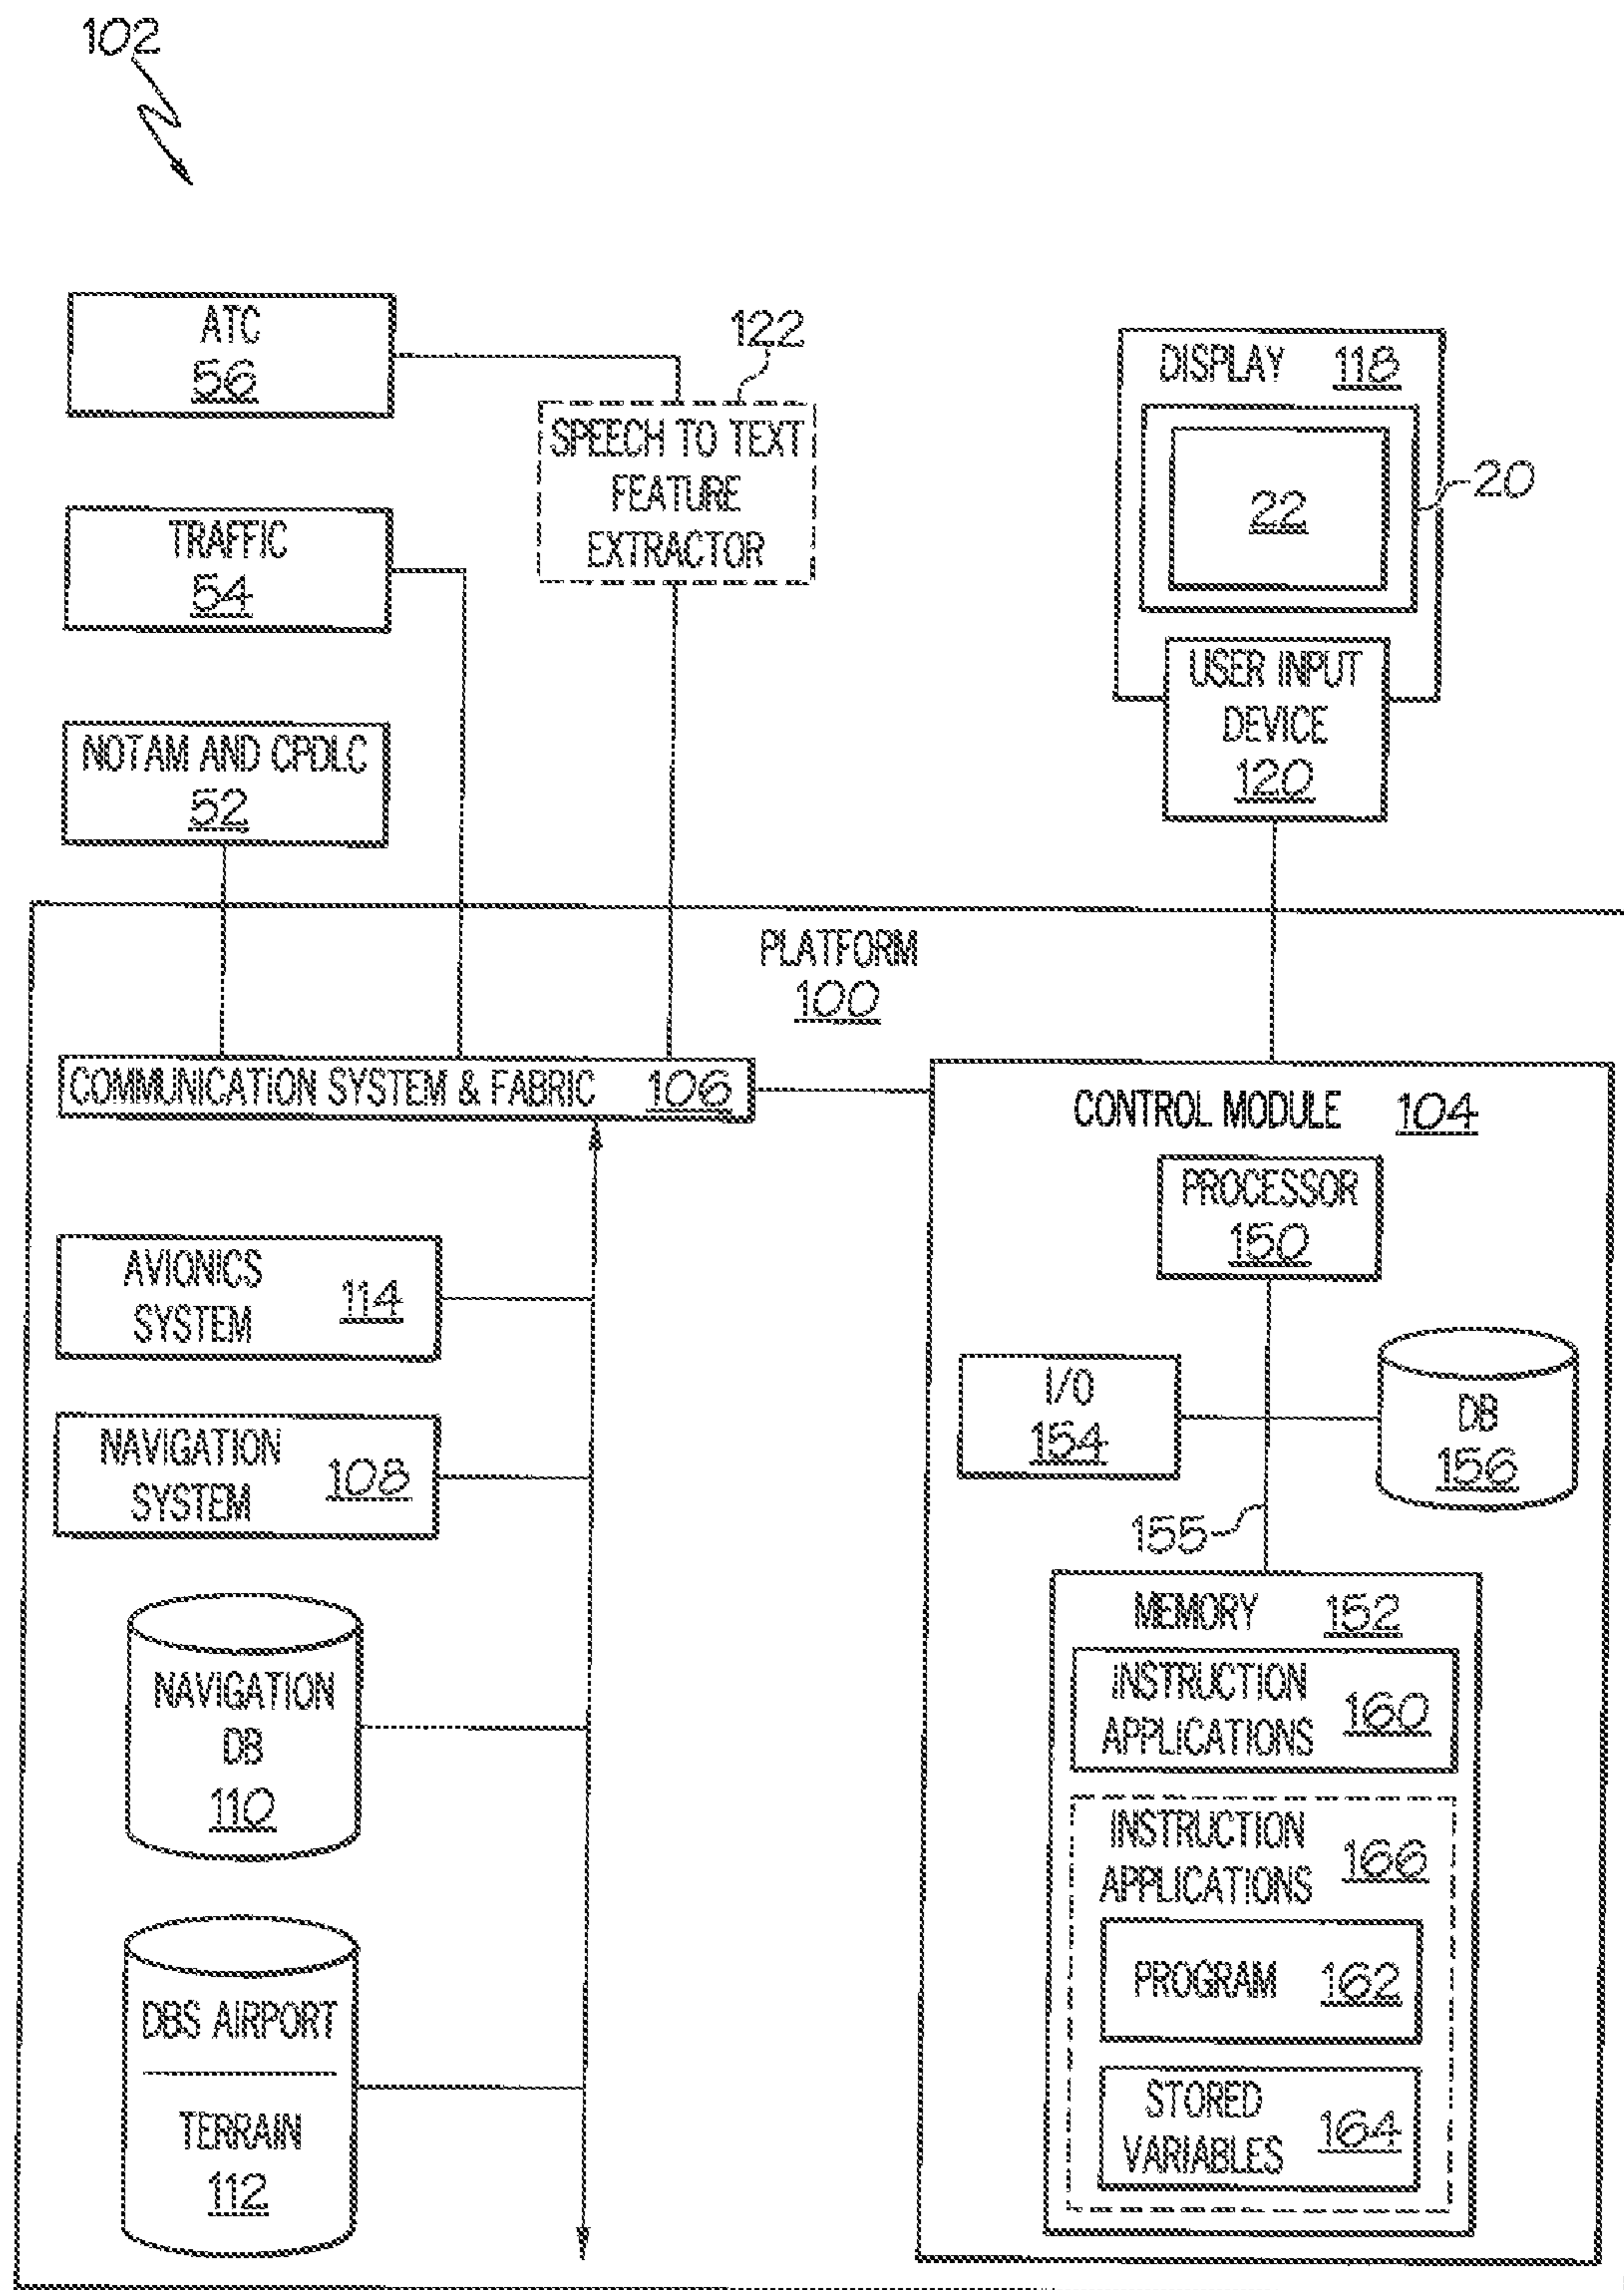 102
ATC
56
122
SPEECH TO TEXT
FEATURE
EXTRACTOR
DISPLAY 118
22
20
TRAFFIC
54
USER INPUT
DEVICE
120
NOTAM AND CPDLC
52
PLATFORM
100
COMMUNICATION SYSTEM & FABRIC 106
CONTROL MODULE 104
PROCESSOR
150
AVIONICS
SYSTEM
114
I/O
154
DB
156
NAVIGATION
SYSTEM
108
155
MEMORY 152
INSTRUCTION
APPLICATIONS
160
NAVIGATION
DB
110
INSTRUCTION
APPLICATIONS
166
PROGRAM 162
DBS AIRPORT
TERRAIN
112
STORED
VARIABLES
164